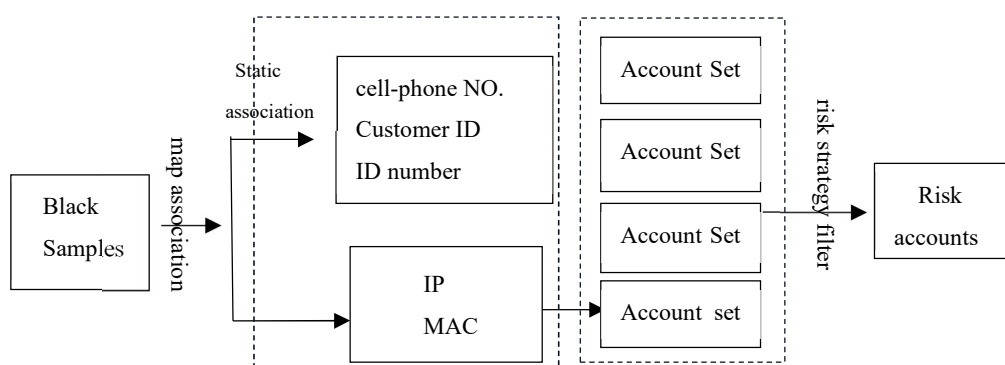 Black
Samples
map association
Static
association
cell-phone NO.
Customer ID
ID number
IP
MAC
Account Set
Account Set
Account Set
Account set
risk strategy
filter
Risk
accounts